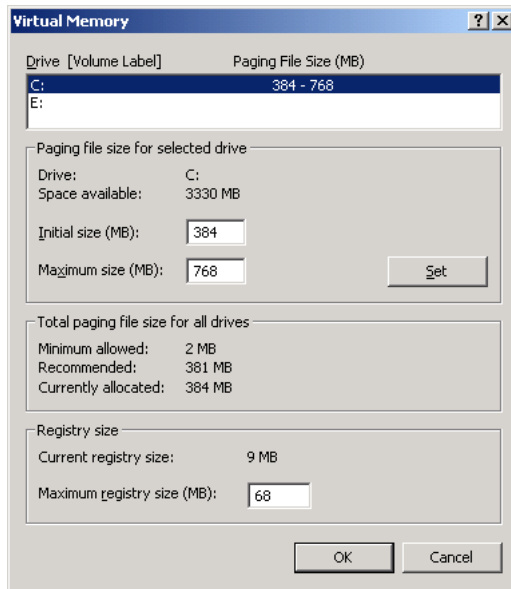 Virtual Memory
Drive [Volume Label] Paging File Size (MB)
C: 384 - 768
E:
Paging file size for selected drive
Drive: C:
Space available: 3330 MB
Initial size (MB): 384
Maximum size (MB): 768
Set
Total paging file size for all drives
Minimum allowed: 2 MB
Recommended: 381 MB
Currently allocated: 384 MB
Registry size
Current registry size: 9 MB
Maximum registry size (MB): 68
OK Cancel